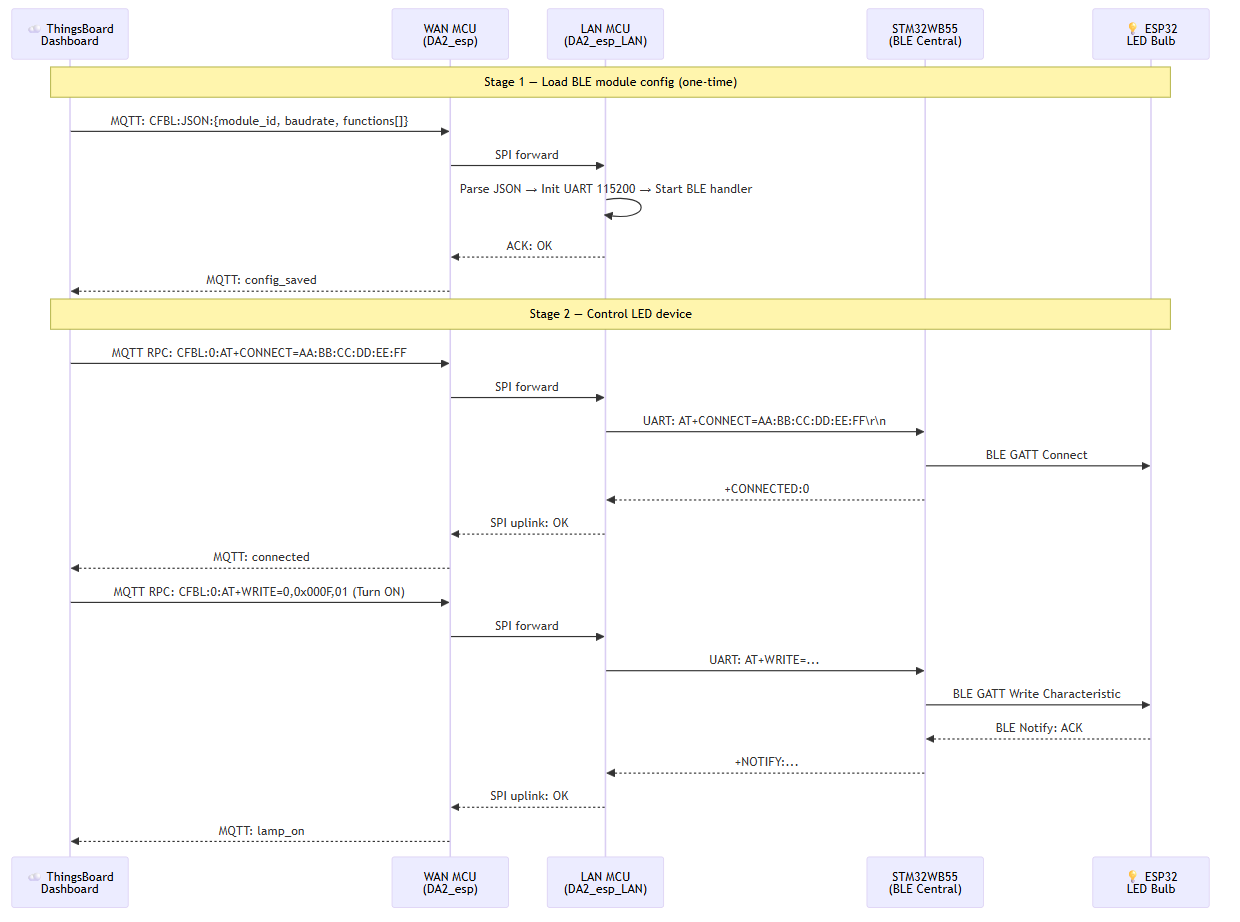 ☁️ ThingsBoard
Dashboard
WAN MCU
(DA2_esp)
LAN MCU
(DA2_esp_LAN)
STM32WB55
(BLE Central)
💡 ESP32
LED Bulb
Stage 1 — Load BLE module config (one-time)
MQTT: CFBL:JSON:{module_id, baudrate, functions[]}
SPI forward
Parse JSON → Init UART 115200 → Start BLE handler
ACK: OK
MQTT: config_saved
Stage 2 — Control LED device
MQTT RPC: CFBL:0:AT+CONNECT=AA:BB:CC:DD:EE:FF
SPI forward
UART: AT+CONNECT=AA:BB:CC:DD:EE:FF\r\n
BLE GATT Connect
+CONNECTED:0
SPI uplink: OK
MQTT: connected
MQTT RPC: CFBL:0:AT+WRITE=0,0x000F,01 (Turn ON)
SPI forward
UART: AT+WRITE=...
BLE GATT Write Characteristic
BLE Notify: ACK
+NOTIFY:...
SPI uplink: OK
MQTT: lamp_on
☁️ ThingsBoard
Dashboard
WAN MCU
(DA2_esp)
LAN MCU
(DA2_esp_LAN)
STM32WB55
(BLE Central)
💡 ESP32
LED Bulb